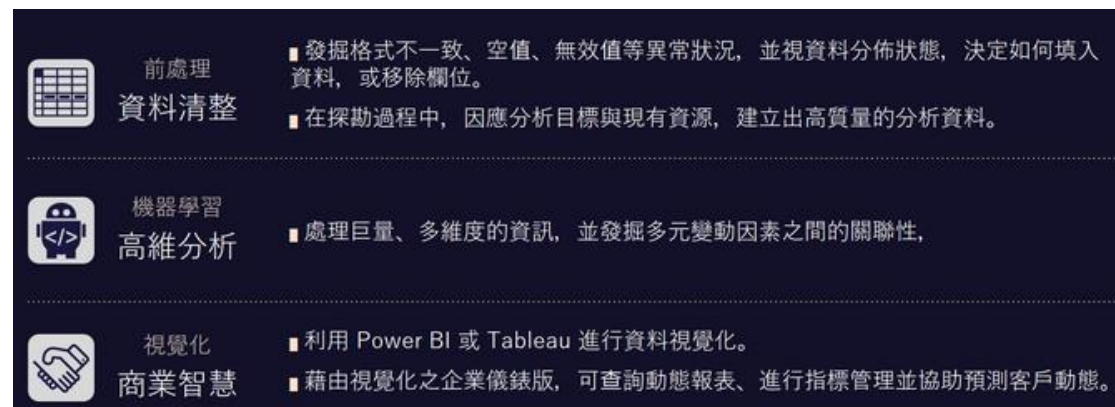 前處理
資料清整
▮發掘格式不一致、空值、無效值等異常狀況，並視資料分佈狀態，決定如何填入
資料，或移除欄位。
▮在探勘過程中，因應分析目標與現有資源，建立出高質量的分析資料。
機器學習
高維分析
▮處理巨量、多維度的資訊，並發掘多元變動因素之間的關聯性，
</>
視覺化
商業智慧
▮利用 Power BI 或 Tableau 進行資料視覺化。
▮藉由視覺化之企業儀錶版，可查詢動態報表、進行指標管理並協助預測客戶動態。